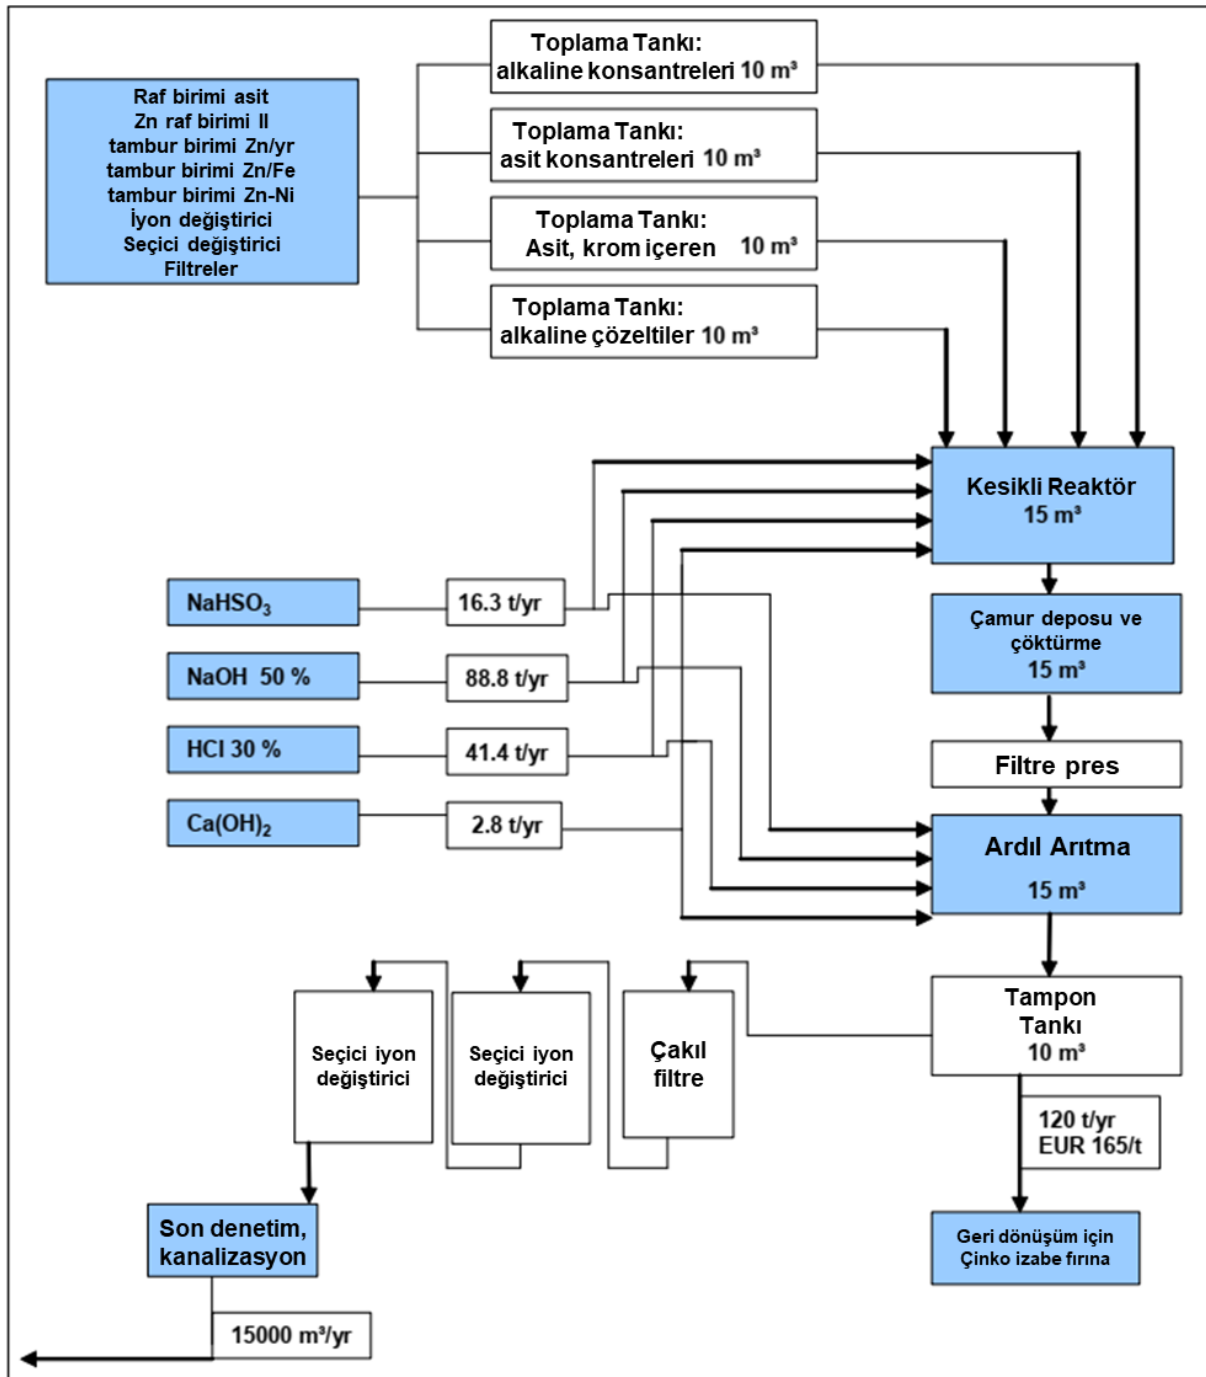 Raf birimi asit
Zn raf birimi II
tambur birimi Zn/yr
tambur birimi Zn/Fe
tambur birimi Zn-Ni
İyon değiştirici
Seçici değiştirici
Filtreler
Toplama Tankı:
alkaline konsantreleri 10 m³
Toplama Tankı:
asit konsantreleri 10 m³
Toplama Tankı:
Asit, krom içeren 10 m³
Toplama Tankı:
alkaline çözeltiler 10 m³
Kesikli Reaktör
15 m³
NaHSO₃ 16.3 t/yr
NaOH 50 % 88.8 t/yr
HCl 30 % 41.4 t/yr
Ca(OH)₂ 2.8 t/yr
Çamur deposu ve
çöktürme
15 m³
Filtre pres
Ardıl Arıtma
15 m³
Tampon
Tankı
10 m³
120 t/yr
EUR 165/t
Geri dönüşüm için
Çinko izabe fırına
Çakıl
filtre
Seçici iyon
değiştirici
Seçici iyon
değiştirici
Son denetim,
kanalizasyon
15000 m³/yr